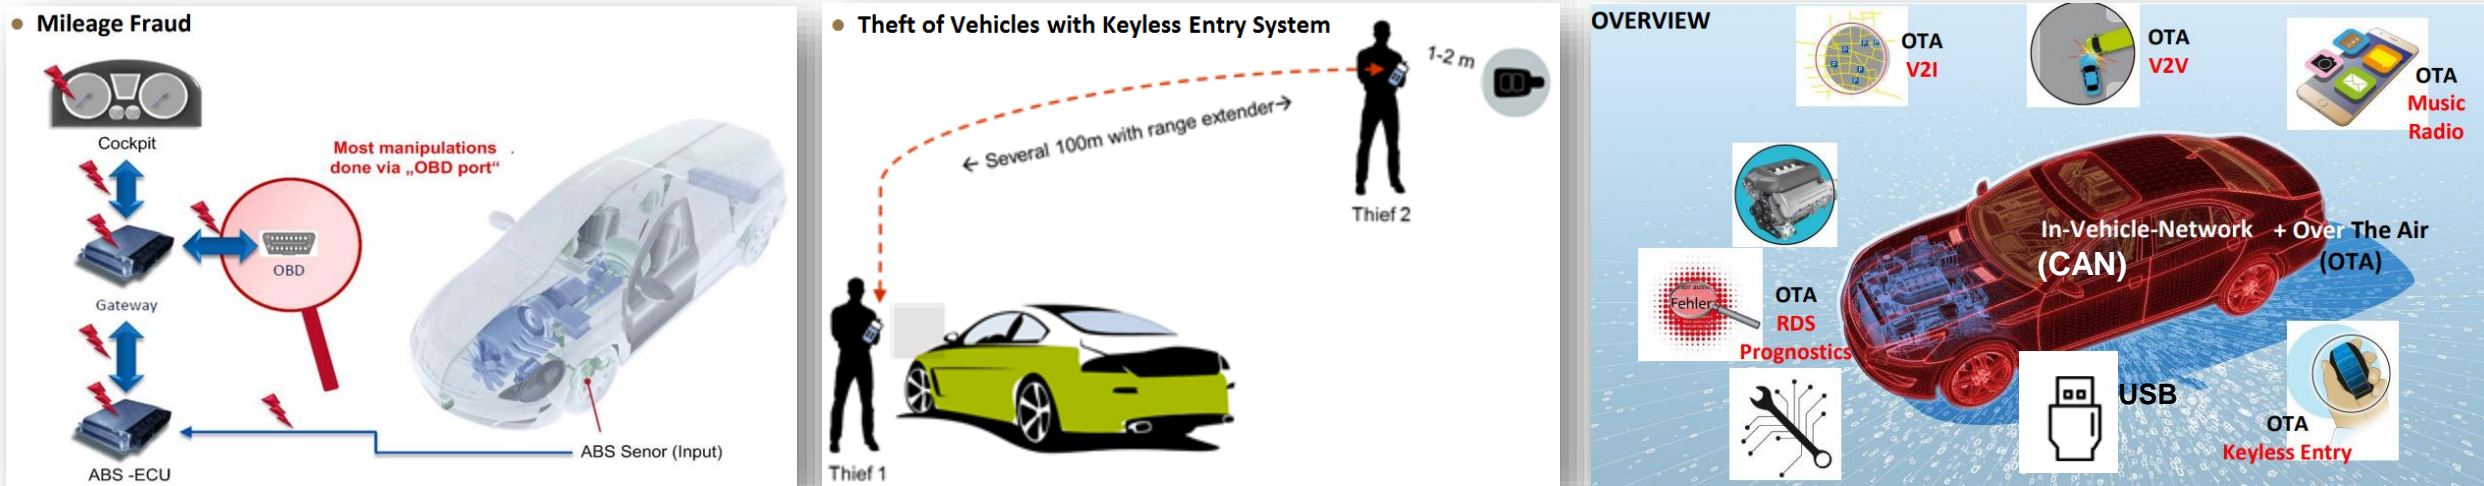 Mileage Fraud
Cockpit
Most manipulations
done via „OBD port“
OBD
Gateway
ABS Senor (Input)
ABS -ECU
Theft of Vehicles with Keyless Entry System
1-2 m
← Several 100m with range extender→
Thief 2
Thief 1
OVERVIEW
OTA
V2I
OTA
V2V
OTA
Music
Radio
In-Vehicle-Network + Over The Air
(CAN)
(OTA)
Fehler
OTA
RDS
Prognostics
USB
OTA
Keyless Entry